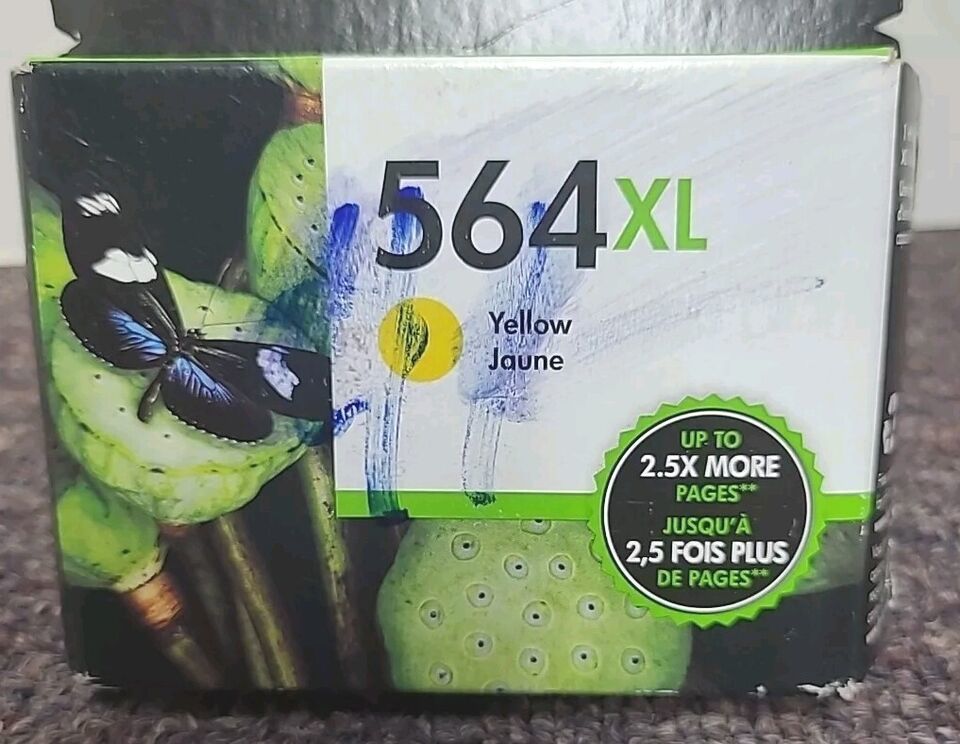 564XL
Yellow
Jaune
UP TO
2.5X MORE
PAGES**
JUSQU'À
2,5 FOIS PLUS
DE PAGES**